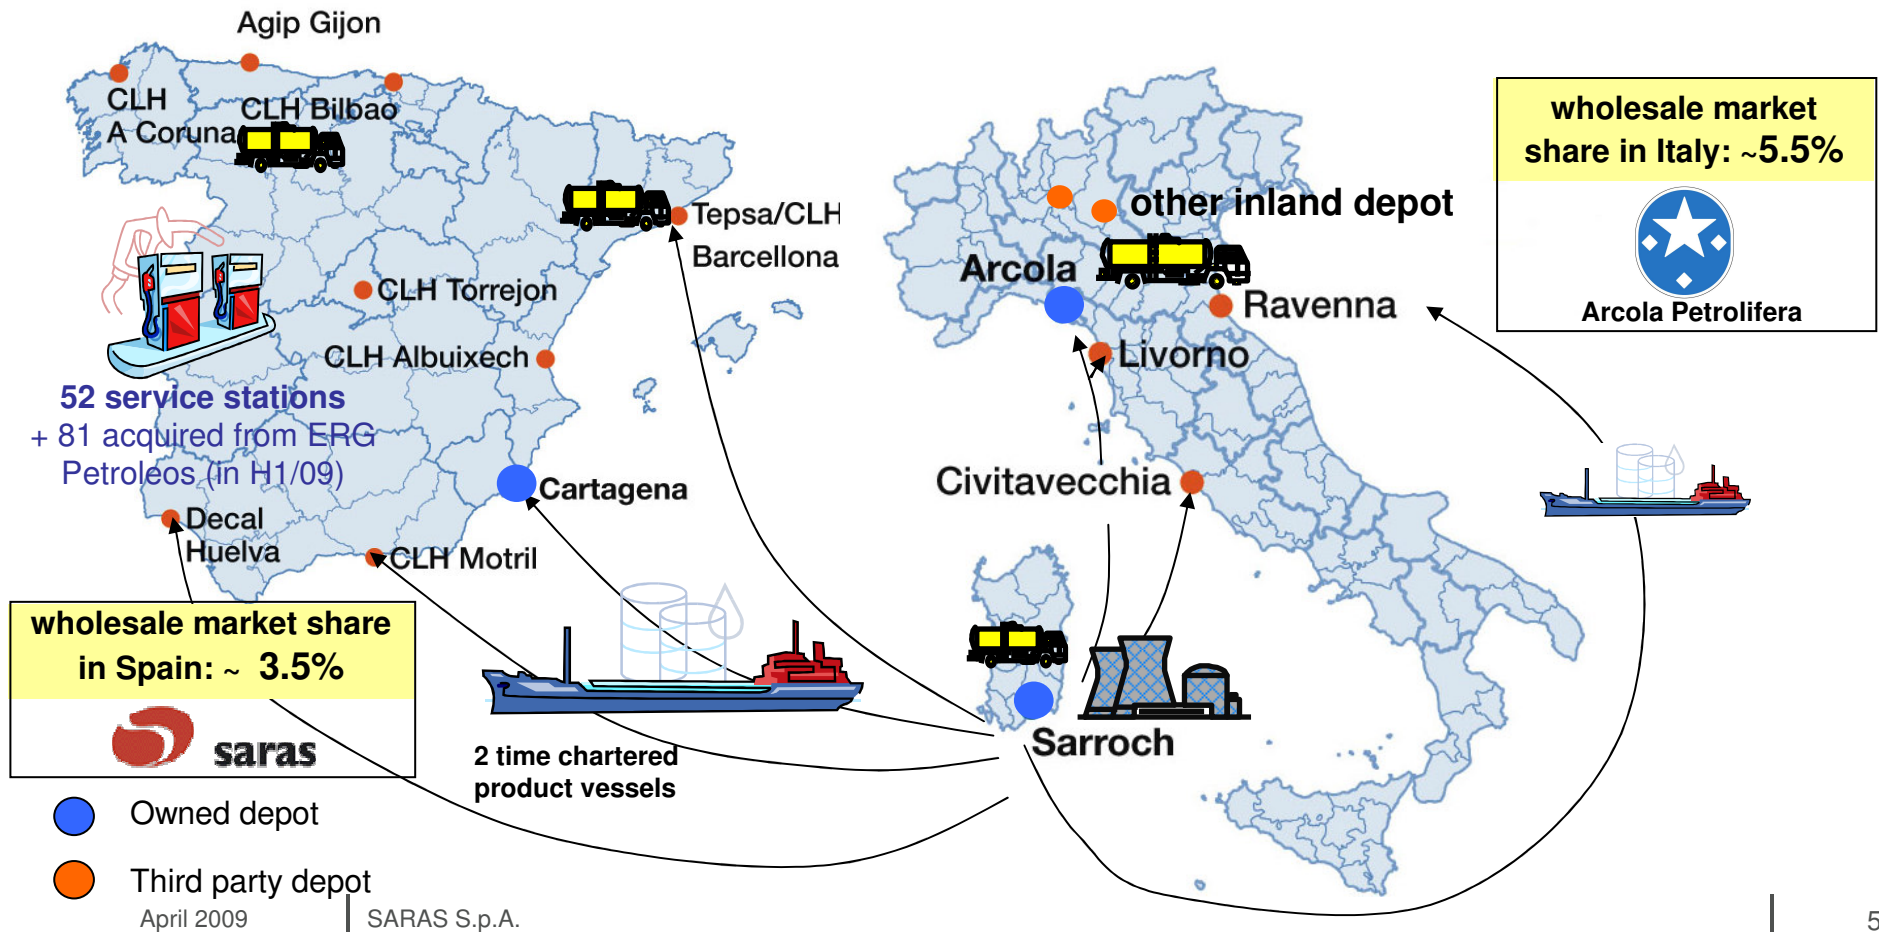 Agip Gijon
CLH
A Coruna
CLH Bilbao
Tepsa/CLH
Barcellona
CLH Torrejon
CLH Albuixech
52 service stations
+ 81 acquired from ERG
Petroleos (in H1/09)
Cartagena
Decal
Huelva
CLH Motril
wholesale market share
in Spain: ~ 3.5%
saras
2 time chartered
product vessels
Owned depot
Third party depot
wholesale market
share in Italy: ~5.5%
Arcola Petrolifera
other inland depot
Arcola
Ravenna
Livorno
Civitavecchia
Sarroch
April 2009
SARAS S.p.A.
5